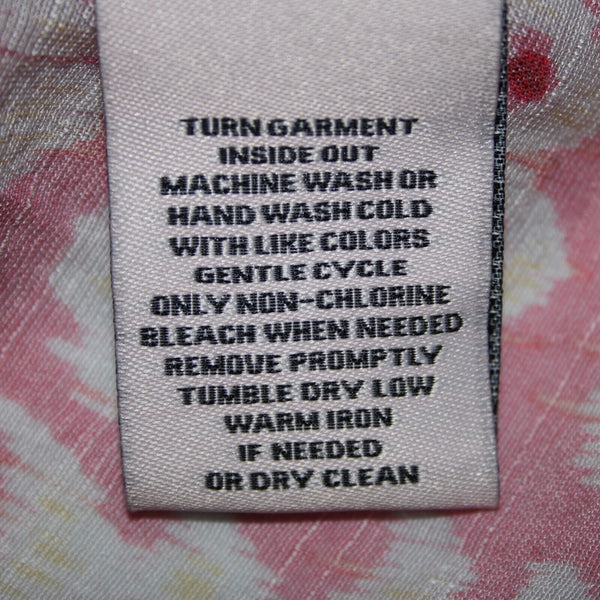 TURN GARMENT
INSIDE OUT
MACHINE WASH OR
HAND WASH COLD
WITH LIKE COLORS
GENTLE CYCLE
ONLY NON-CHLORINE
BLEACH WHEN NEEDED
REMOVE PROMPTLY
TUMBLE DRY LOW
WARM IRON
IF NEEDED
OR DRY CLEAN